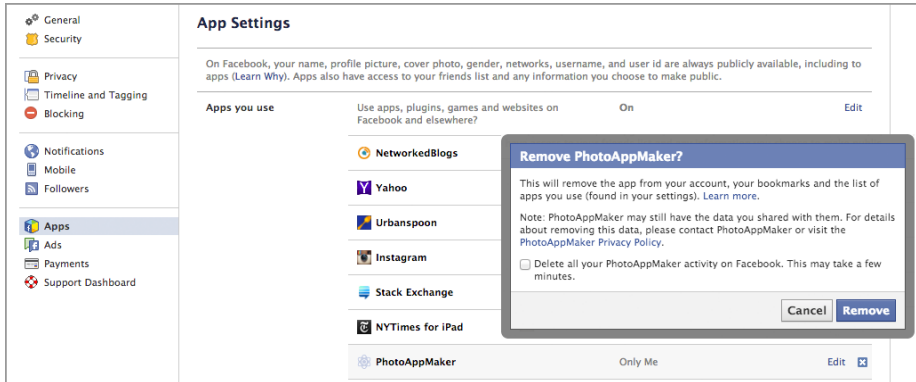 General
Security
Privacy
Timeline and Tagging
Blocking
Notifications
Mobile
Followers
Apps
Ads
Payments
Support Dashboard
App Settings
On Facebook, your name, profile picture, cover photo, gender, networks, username, and user id are always publicly available, including to
apps (Learn Why). Apps also have access to your friends list and any information you choose to make public.
Apps you use
Use apps, plugins, games and websites on
Facebook and elsewhere?
On
Edit
NetworkedBlogs
Yahoo
Urbanspoon
Instagram
Stack Exchange
NYTimes for iPad
PhotoAppMaker
Only Me
Edit
Remove PhotoAppMaker?
This will remove the app from your account, your bookmarks and the list of
apps you use (found in your settings). Learn more.
Note: PhotoAppMaker may still have the data you shared with them. For details
about removing this data, please contact PhotoAppMaker or visit the
PhotoAppMaker Privacy Policy.
Delete all your PhotoAppMaker activity on Facebook. This may take a few
minutes.
Cancel
Remove